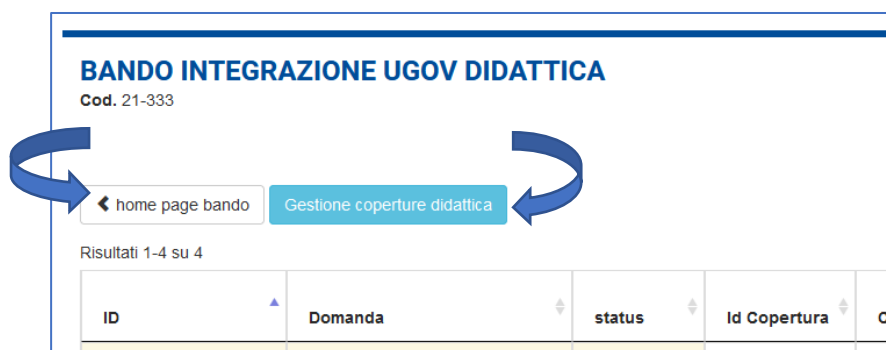 BANDO INTEGRAZIONE UGOV DIDATTICA
Cod. 21-333
home page bando Gestione coperture didattica
Risultati 1-4 su 4
ID Domanda status Id Copertura